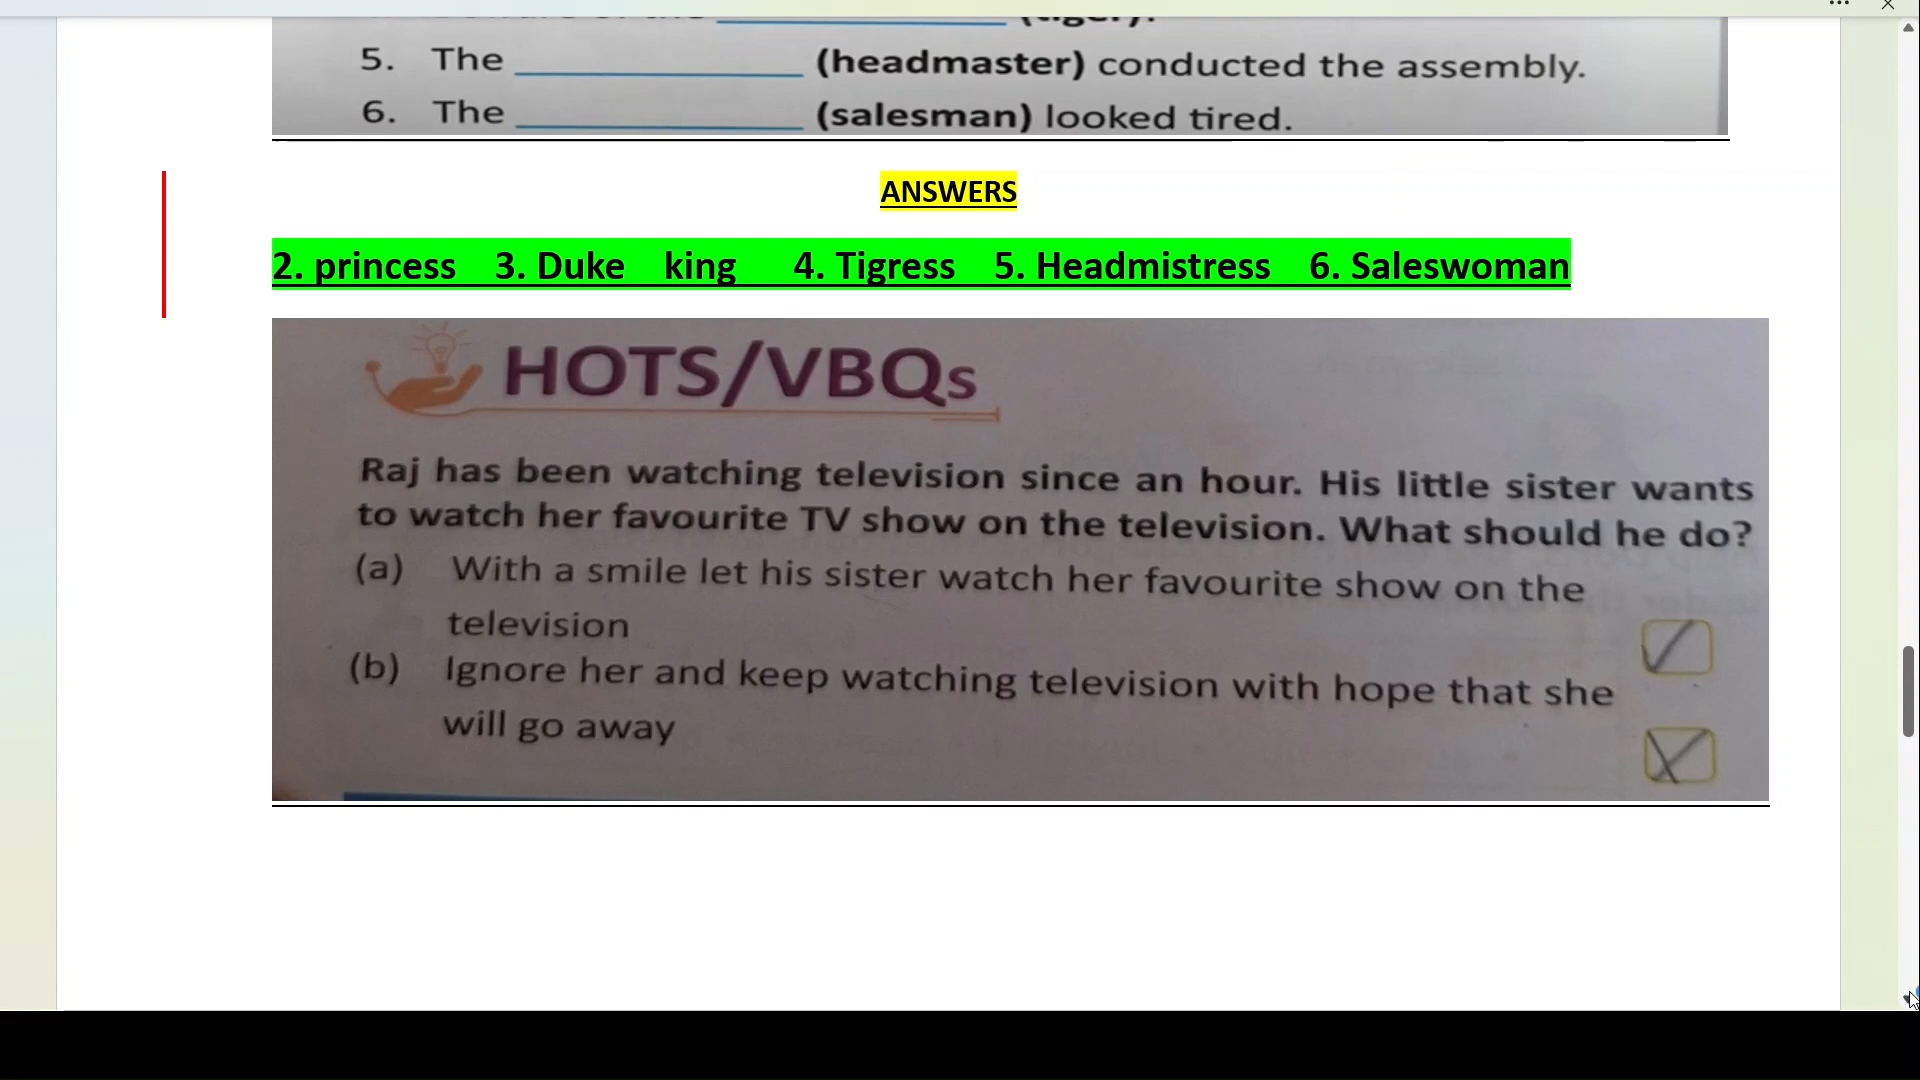 5. The ____________ (headmaster) conducted the assembly.
6. The ____________ (salesman) looked tired.
ANSWERS
2. princess 3. Duke king 4. Tigress 5. Headmistress 6. Saleswoman
HOTS/VBQs
Raj has been watching television since an hour. His little sister wants
to watch her favourite TV show on the television. What should he do?
(a) With a smile let his sister watch her favourite show on the
television
(b) Ignore her and keep watching television with hope that she
will go away